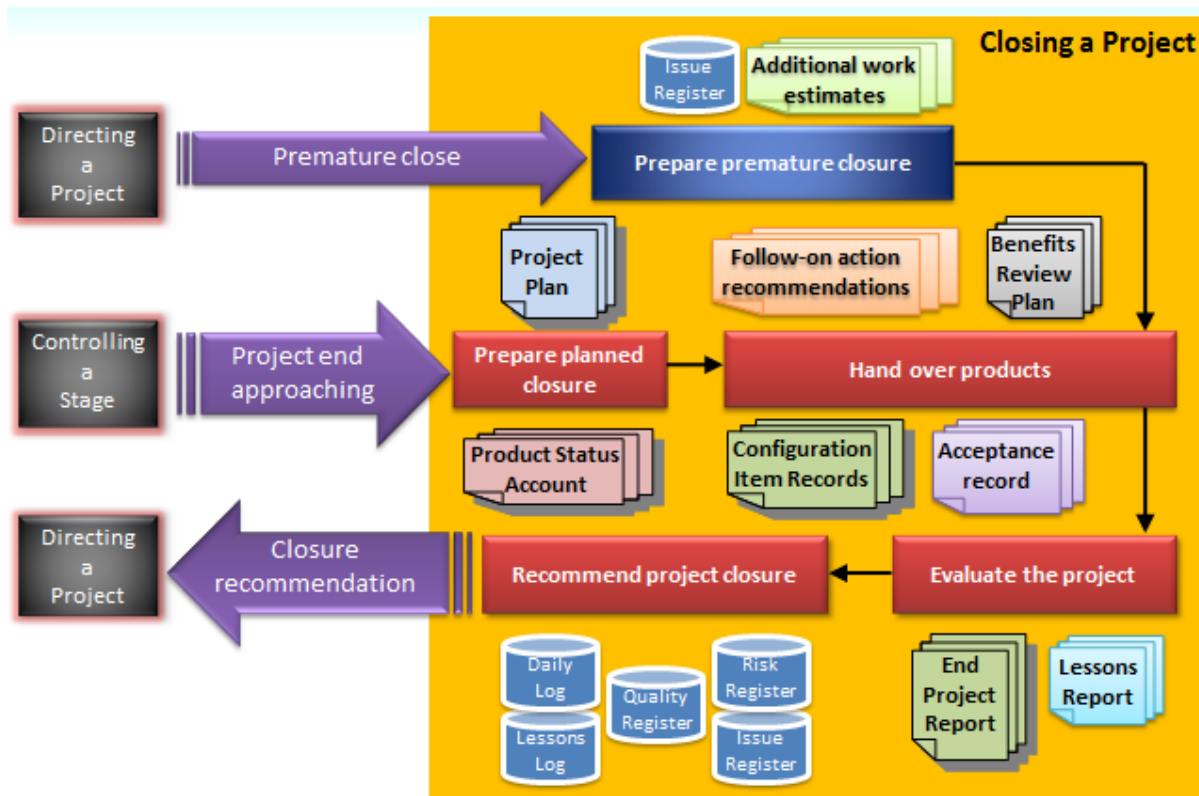 Closing a Project
Issue
Register
Additional work
estimates
Directing
a
Project
Premature close
Prepare premature closure
Project
Plan
Follow-on action
recommendations
Benefits
Review
Plan
Controlling
a
Stage
Project end
approaching
Prepare planned
closure
Hand over products
Product Status
Account
Configuration
Item Records
Acceptance
record
Directing
a
Project
Closure
recommendation
Recommend project closure
Evaluate the project
Daily
Log
Quality
Register
Risk
Register
Lessons
Log
Issue
Register
End
Project
Report
Lessons
Report